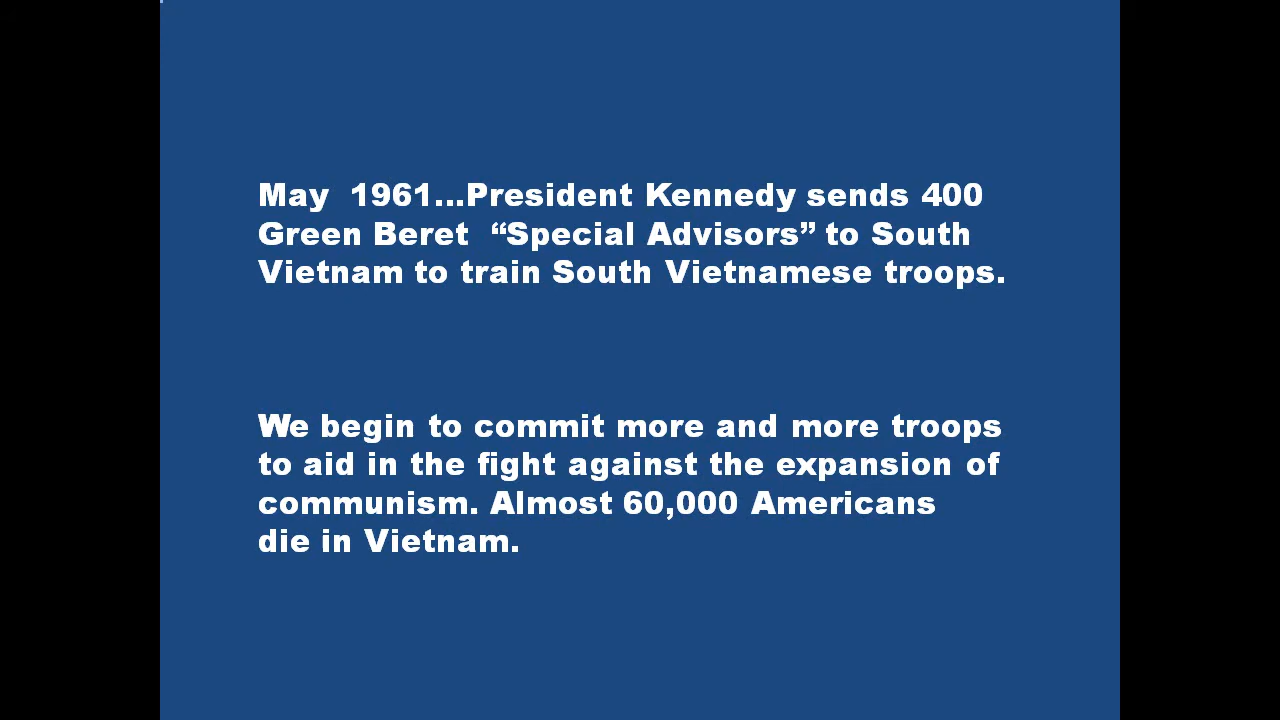 May  1961...President Kennedy sends 400
Green Beret  “Special Advisors” to South
Vietnam to train South Vietnamese troops.
We begin to commit more and more troops
to aid in the fight against the expansion of
communism. Almost 60,000 Americans
die in Vietnam.